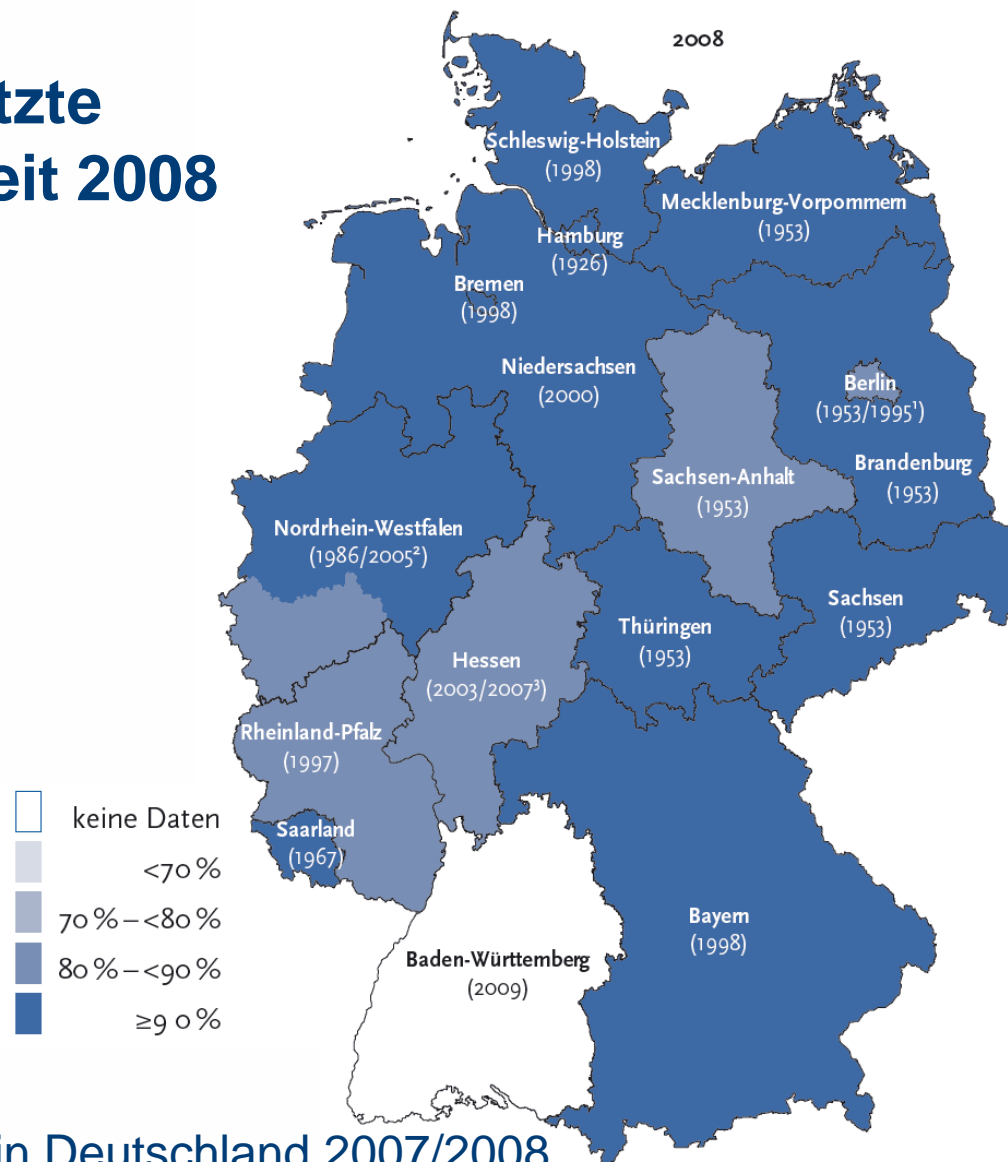 2008
tzte
eit 2008
Schleswig-Holstein
(1998)
Mecklenburg-Vorpommern
(1953)
Hamburg
(1926)
Bremen
(1998)
Niedersachsen
(2000)
Berlin
(1953/1995¹)
Brandenburg
(1953)
Sachsen-Anhalt
(1953)
Nordrhein-Westfalen
(1986/2005²)
Sachsen
(1953)
Thüringen
(1953)
Hessen
(2003/2007³)
Rheinland-Pfalz
(1997)
Saarland
(1967)
Bayern
(1998)
Baden-Württemberg
(2009)
keine Daten
<70 %
70 % – <80 %
80 % – <90 %
≥9 0 %
in Deutschland 2007/2008